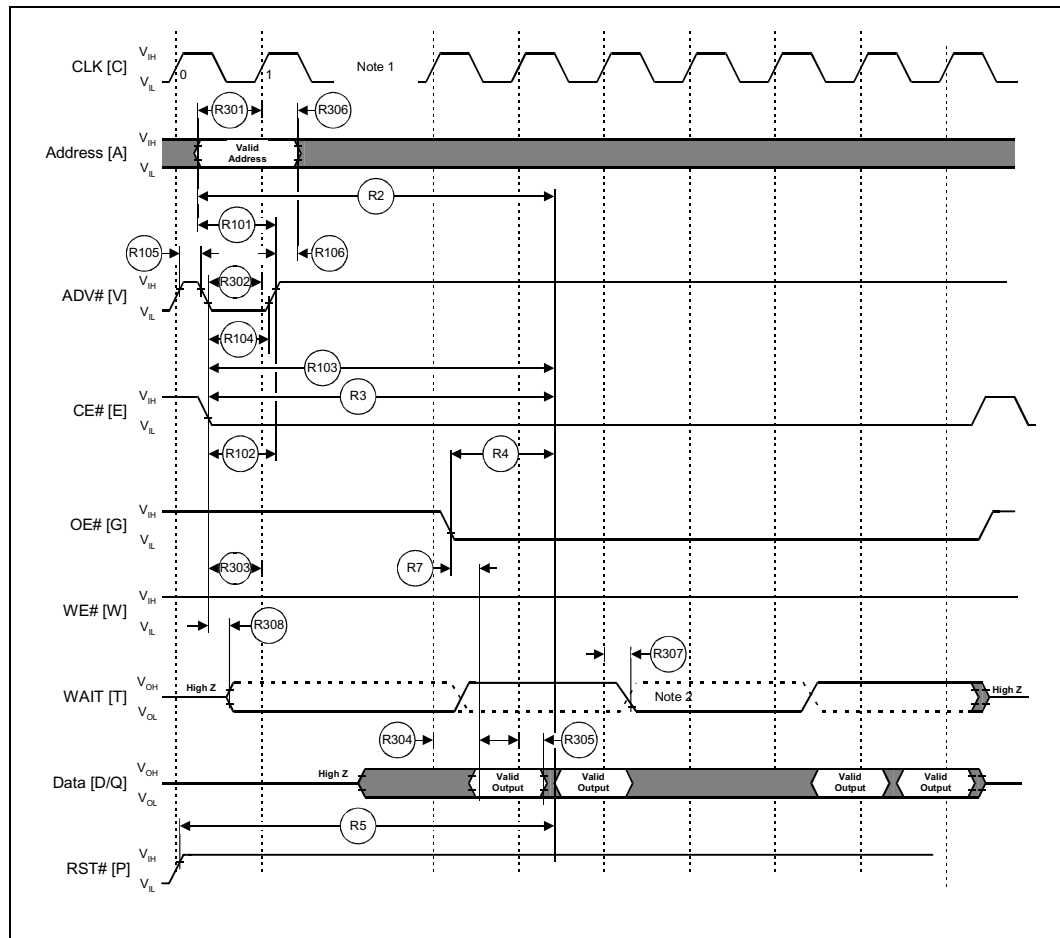 CLK [C]
VIH
VIL
0
1
Note 1
R301
R306
Address [A]
VIH
VIL
Valid
Address
R2
R101
R105
R106
ADV# [V]
VIH
VIL
R302
R104
R103
R3
CE# [E]
VIH
VIL
R102
R4
OE# [G]
VIH
VIL
R303
R7
WE# [W]
VIH
VIL
R308
R307
WAIT [T]
VOH
VOL
High Z
Note 2
High Z
R304
R305
Data [D/Q]
VOH
VOL
High Z
Valid
Output
Valid
Output
Valid
Output
Valid
Output
R5
RST# [P]
VIH
VIL